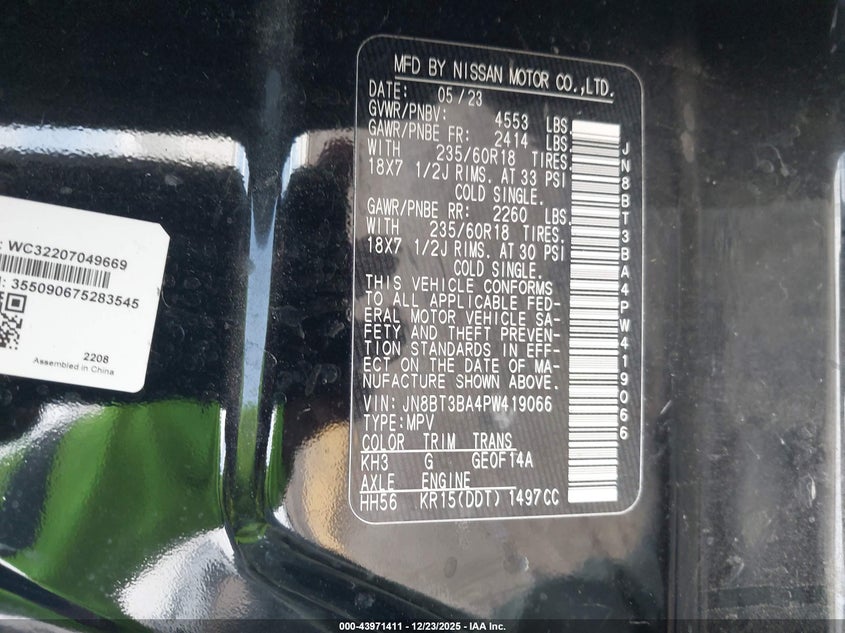 MFD BY NISSAN MOTOR CO.,LTD.
DATE: 05/23
GVWR/PNBV: 4553 LBS.
GAWR/PNBE FR: 2414 LBS.
WITH 235/60R18 TIRES.
18X7 1/2J RIMS. AT 33 PSI
COLD SINGLE.
GAWR/PNBE RR: 2260 LBS.
WITH 235/60R18 TIRES.
18X7 1/2J RIMS. AT 30 PSI
COLD SINGLE.
THIS VEHICLE CONFORMS
TO ALL APPLICABLE FED-
ERAL MOTOR VEHICLE SA-
FETY AND THEFT PREVEN-
TION STANDARDS IN EFF-
ECT ON THE DATE OF MA-
NUFACTURE SHOWN ABOVE.
VIN: JN8BT3BA4PW419066
TYPE:MPV
COLOR TRIM TRANS
KH3 G GE0F14A
AXLE ENGINE
HH56 KR15(DDT) 1497CC
JN8BT3BA4PW419066
: WC32207049669
: 355090675283545
2208
Assembled in China
000-43971411 - 12/23/2025 - IAA Inc.